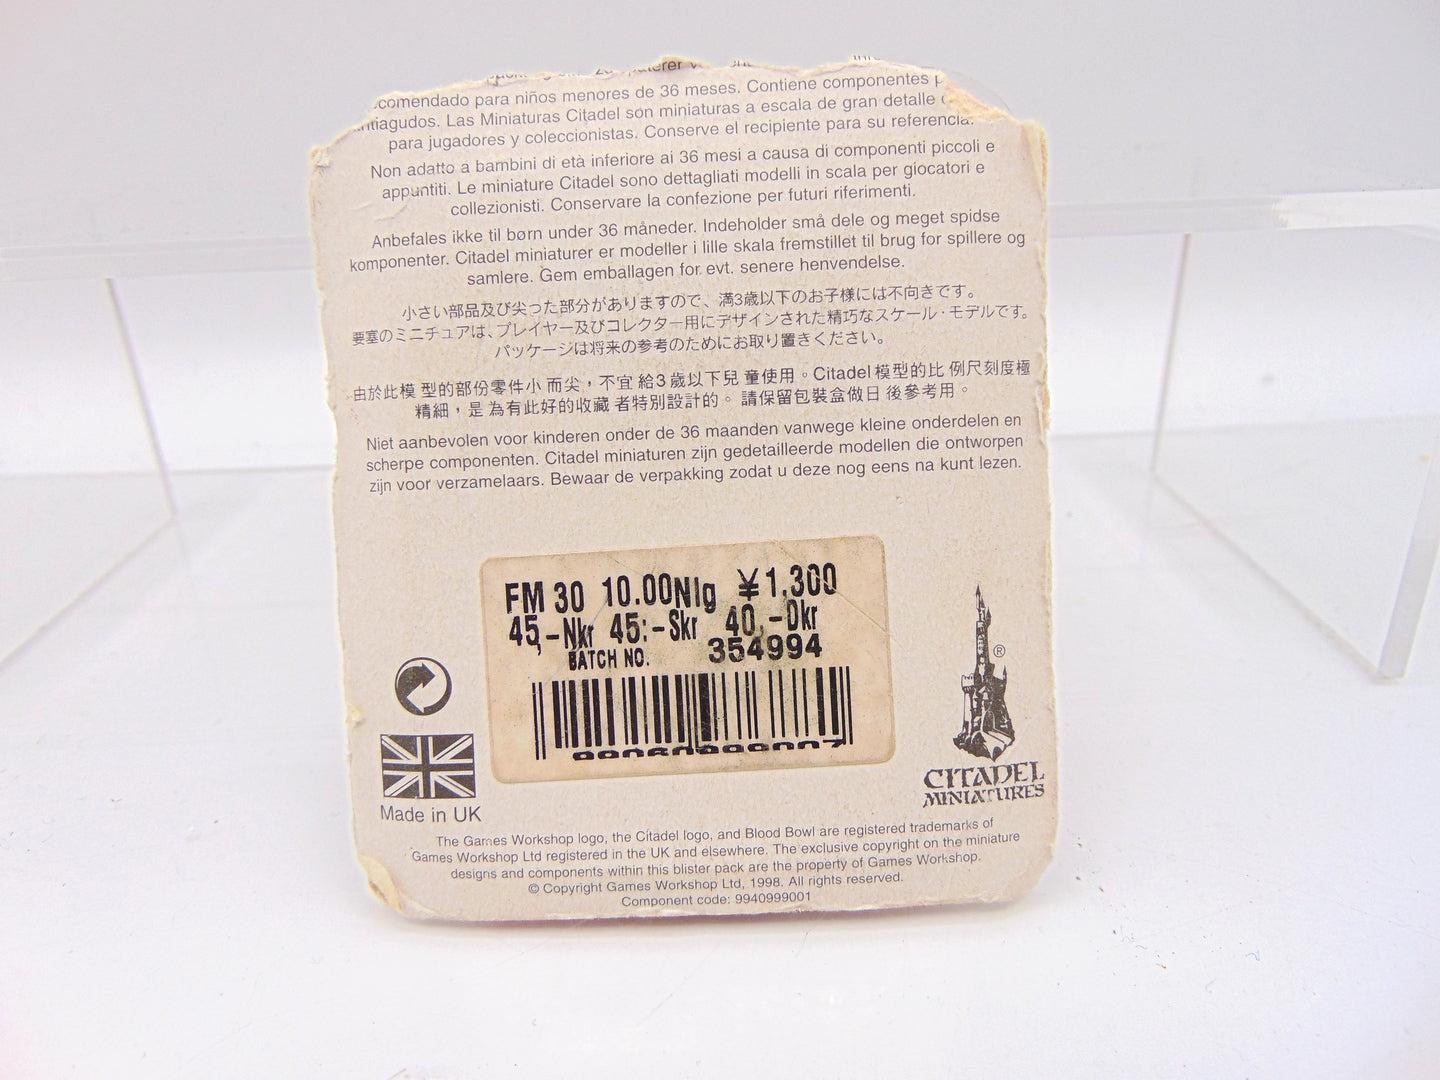 comendado para niños menores de 36 meses. Contiene componentes
ntiagudos. Las Miniaturas Citadel son miniaturas a escala de gran detalle
para jugadores y coleccionistas. Conserve el recipiente para su referencia.
Non adatto a bambini di età inferiore ai 36 mesi a causa di componenti piccoli e
appuntiti. Le miniature Citadel sono dettagliati modelli in scala per giocatori e
collezionisti. Conservare la confezione per futuri riferimenti.
Anbefales ikke til børn under 36 måneder. Indeholder små dele og meget spidse
komponenter. Citadel miniaturer er modeller i lille skala fremstillet til brug for spillere og
samlere. Gem emballagen for evt. senere henvendelse.
小さい部品及び尖った部分がありますので、満3歳以下のお子様には不向きです。
要塞のミニチュアは、プレイヤー及びコレクター用にデザインされた精巧なスケール・モデルです。
パッケージは将来の参考のためにお取り置きください。
由於此模型的部份零件小而尖，不宜給3歲以下兒童使用。Citadel模型的比例尺刻度極
精細，是為有此好的收藏者特別設計的。請保留包裝盒做日後參考用。
Niet aanbevolen voor kinderen onder de 36 maanden vanwege kleine onderdelen en
scherpe componenten. Citadel miniaturen zijn gedetailleerde modellen die ontworpen
zijn voor verzamelaars. Bewaar de verpakking zodat u deze nog eens na kunt lezen.
FM 30 10.00Nlg ¥1,300
45,-Nkr 45:-Skr 40,-Dkr
BATCH NO. 354994
®
CITADEL
MINIATURES
Made in UK
The Games Workshop logo, the Citadel logo, and Blood Bowl are registered trademarks of
Games Workshop Ltd registered in the UK and elsewhere. The exclusive copyright on the miniature
designs and components within this blister pack are the property of Games Workshop.
© Copyright Games Workshop Ltd, 1998. All rights reserved.
Component code: 9940999001